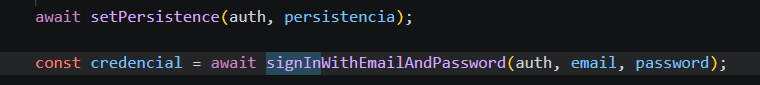 await setPersistence(auth, persistencia);
const credencial = await signInWithEmailAndPassword(auth, email, password);